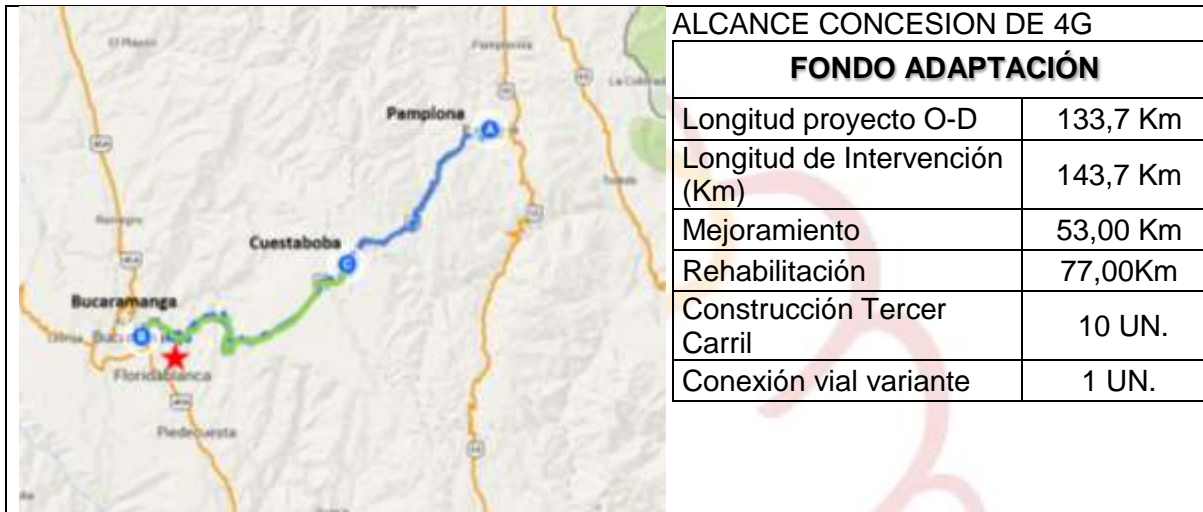 ALCANCE CONCESION DE 4G
FONDO ADAPTACIÓN
Longitud proyecto O-D 133,7 Km
Longitud de Intervención
(Km) 143,7 Km
Mejoramiento 53,00 Km
Rehabilitación 77,00Km
Construcción Tercer
Carril 10 UN.
Conexión vial variante 1 UN.
Pamplona
A
Cuestaboba
C
Bucaramanga
B
Floridablanca
Piedecuesta